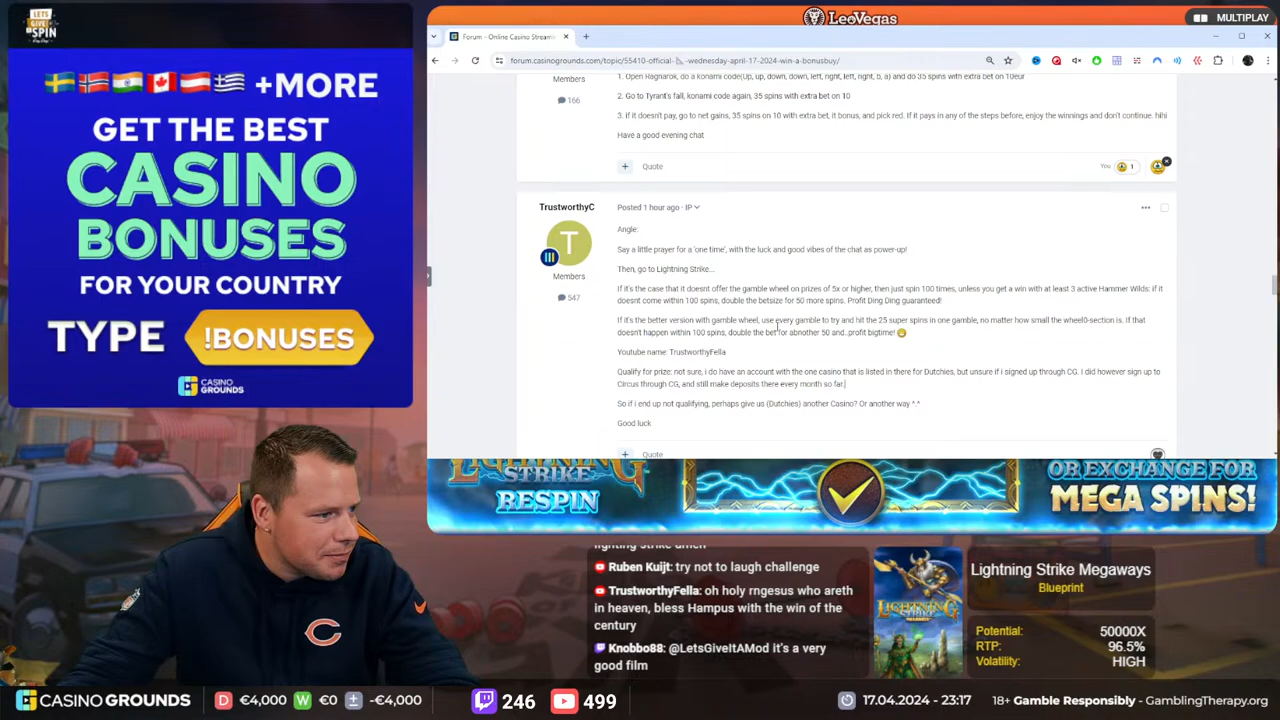 LETS
GIVE IT A
SPIN
+MORE
GET THE BEST
CASINO
BONUSES
FOR YOUR COUNTRY
TYPE !BONUSES
CASINO
GROUNDS
LeoVegas
MULTIPLAY
Forum - Online Casino Stream
forum.casinogrounds.com/topic/55410-official- -wednesday-april-17-2024-win-a-bonusbuy/
Members
166
1. Open Ragnarok, do a konami code(Up, up, down, down, left, right, left, right, b, a) and do 35 spins with extra bet on 10eur
2. Go to Tyrant's fall, konami code again, 35 spins with extra bet on 10
3. if it doesn't pay, go to net gains, 35 spins on 10 with extra bet, it bonus, and pick red. If it pays in any of the steps before, enjoy the winnings and don't continue. hihi
Have a good evening chat
Quote
You
1
TrustworthyC
Posted 1 hour ago · IP
T
Members
547
Angle:
Say a little prayer for a 'one time', with the luck and good vibes of the chat as power-up!
Then, go to Lightning Strike...
If it's the case that it doesnt offer the gamble wheel on prizes of 5x or higher, then just spin 100 times, unless you get a win with at least 3 active Hammer Wilds: if it
doesnt come within 100 spins, double the betsize for 50 more spins. Profit Ding Ding guaranteed!
If it's the better version with gamble wheel, use every gamble to try and hit the 25 super spins in one gamble, no matter how small the wheel0-section is. If that
doesn't happen within 100 spins, double the bet for abnother 50 and..profit bigtime!
Youtube name: TrustworthyFella
Qualify for prize: not sure, i do have an account with the one casino that is listed in there for Dutchies, but unsure if i signed up through CG. I did however sign up to
Circus through CG, and still make deposits there every month so far.
So if i end up not qualifying, perhaps give us (Dutchies) another Casino? Or another way ^.^
Good luck
Quote
LIGHTNING
STRIKE
RESPIN
OR EXCHANGE FOR
MEGA SPINS!
lighting strike amen
Ruben Kuijt: try not to laugh challenge
TrustworthyFella: oh holy rngesus who areth
in heaven, bless Hampus with the win of the
century
Knobbo88: @LetsGiveItAMod it's a very
good film
LIGHTNING
STRIKE
Lightning Strike Megaways
Blueprint
Potential: 50000X
RTP: 96.5%
Volatility: HIGH
C
CASINOGROUNDS
D €4,000
W €0
± -€4,000
246
499
17.04.2024 - 23:17
18+ Gamble Responsibly - GamblingTherapy.org